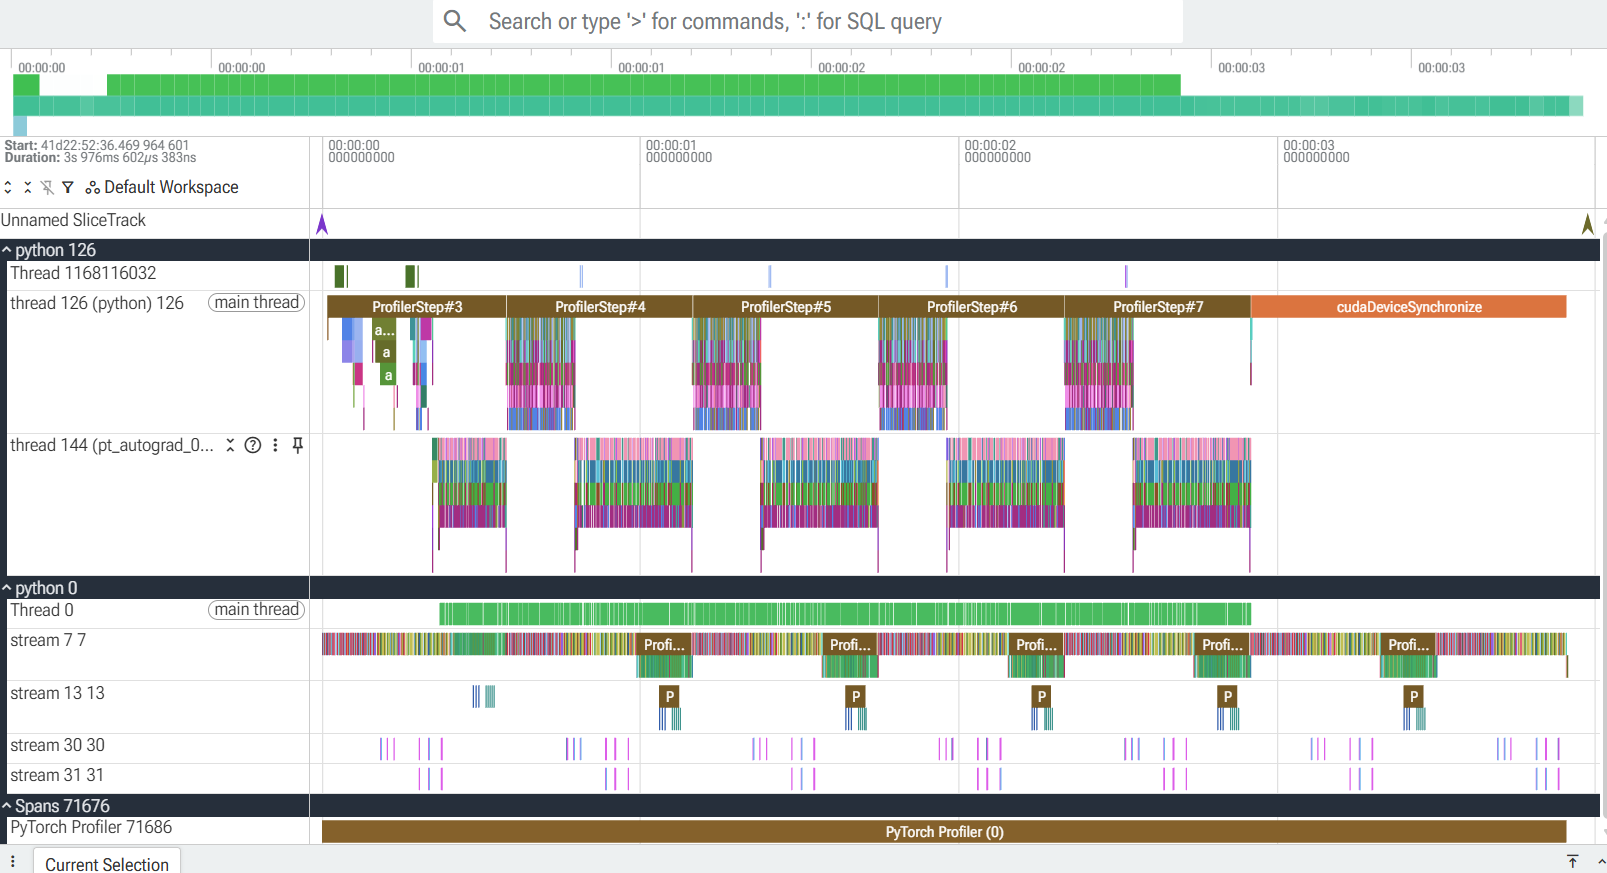 Search or type '>' for commands, ':' for SQL query
00:00:00 00:00:00 00:00:01 00:00:01 00:00:02 00:00:02 00:00:03 00:00:03
Start: 41d22:52:36.469 964 601
Duration: 3s 976ms 602µs 383ns
00:00:00 00:00:01 00:00:02 00:00:03
000000000 000000000 000000000 000000000
Default Workspace
Unnamed SliceTrack
python 126
Thread 1168116032
thread 126 (python) 126 main thread
ProfilerStep#3 ProfilerStep#4 ProfilerStep#5 ProfilerStep#6 ProfilerStep#7 cudaDeviceSynchronize
a...
a
a
thread 144 (pt_autograd_0...
python 0
Thread 0 main thread
stream 7 7
Profi... Profi... Profi... Profi... Profi...
stream 13 13
P P P P P
stream 30 30
stream 31 31
Spans 71676
PyTorch Profiler 71686
PyTorch Profiler (0)
Current Selection